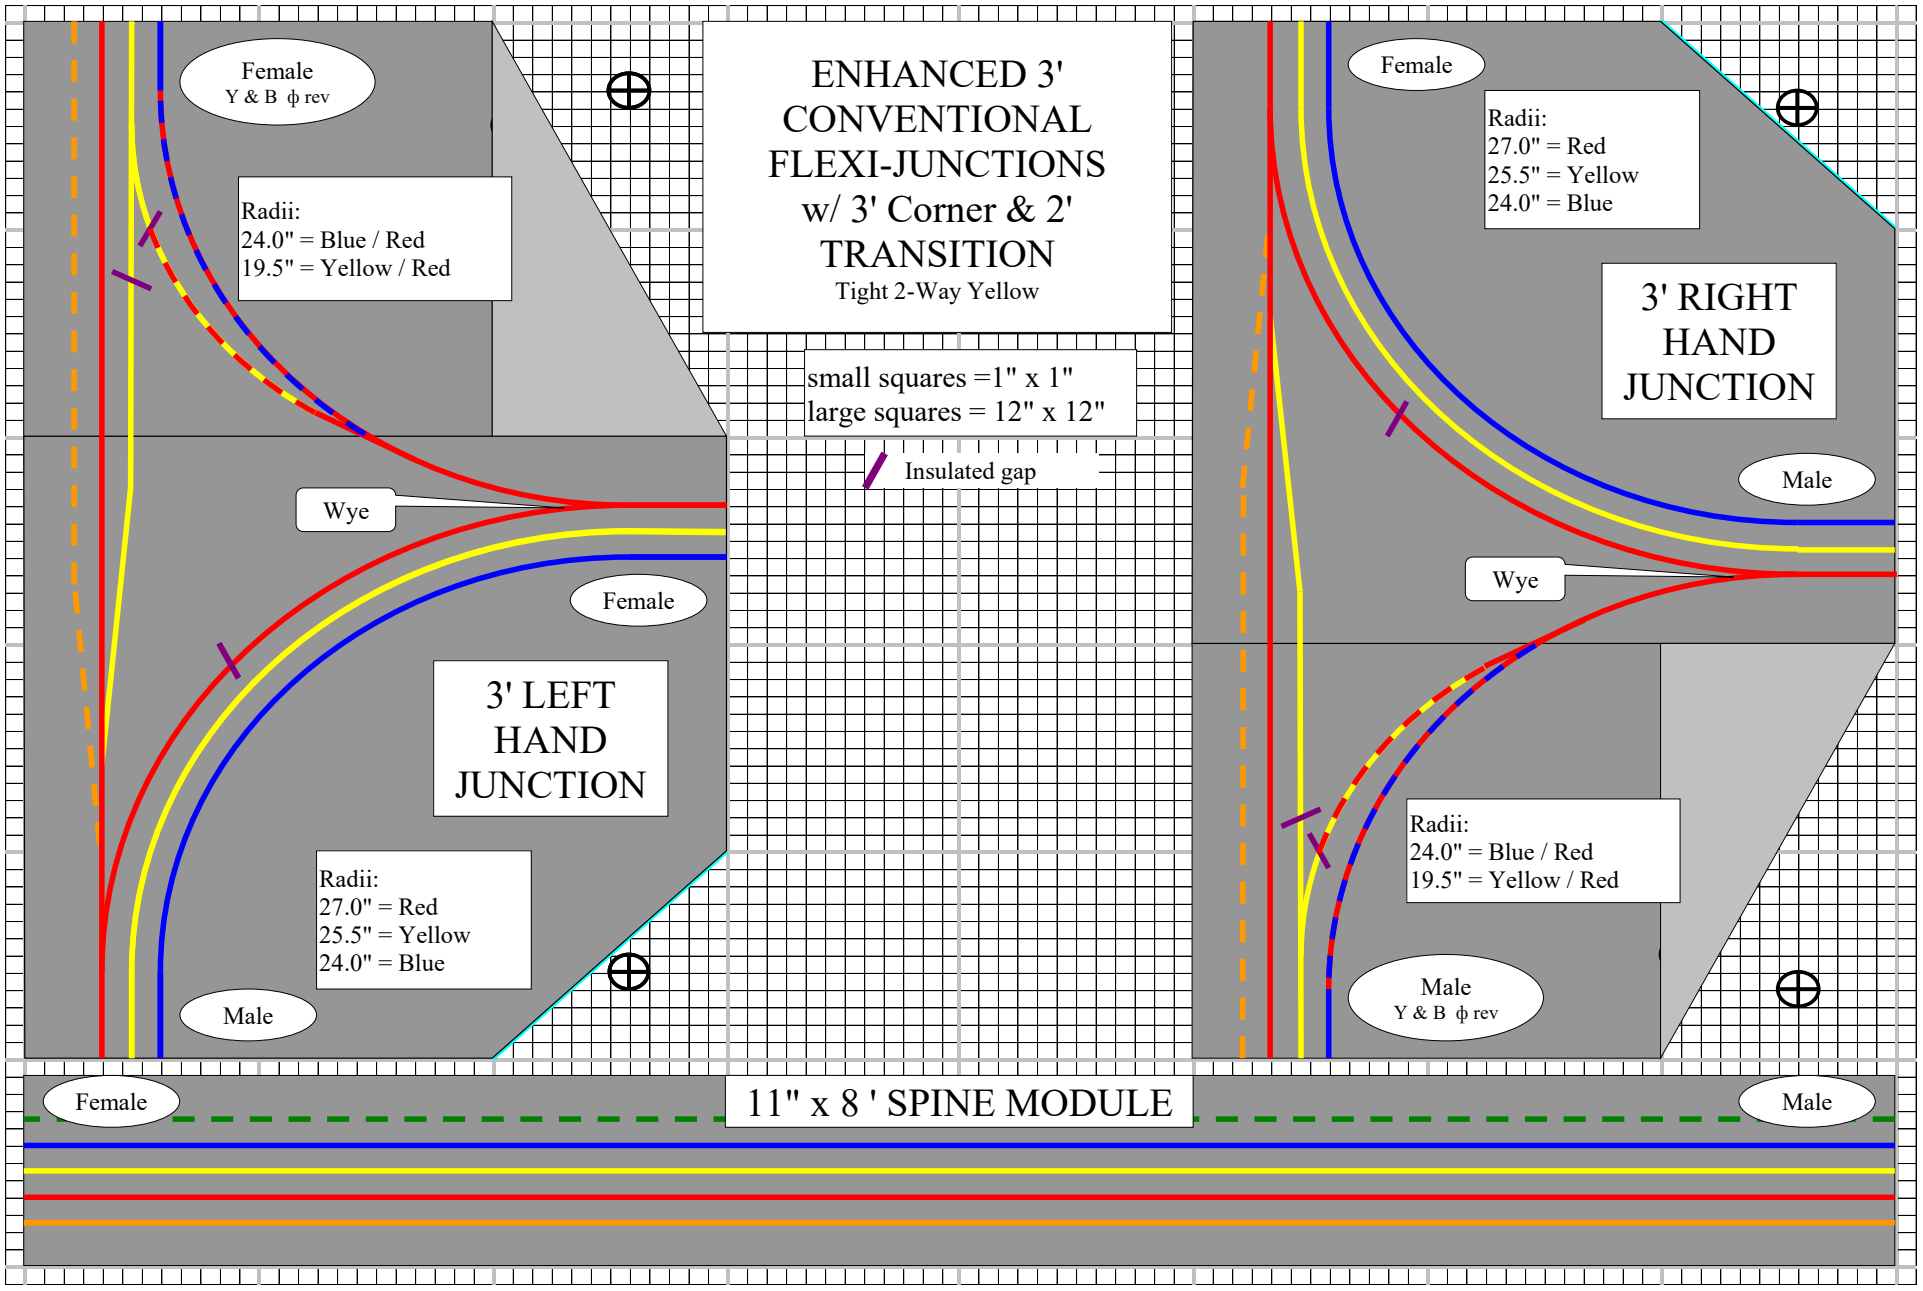 Female
Y & B ϕ rev
Radii:
24.0" = Blue / Red
19.5" = Yellow / Red
Wye
Female
3' LEFT
HAND
JUNCTION
Radii:
27.0" = Red
25.5" = Yellow
24.0" = Blue
Male
ENHANCED 3'
CONVENTIONAL
FLEXI-JUNCTIONS
w/ 3' Corner & 2'
TRANSITION
Tight 2-Way Yellow
small squares =1" x 1"
large squares = 12" x 12"
Insulated gap
Female
Radii:
27.0" = Red
25.5" = Yellow
24.0" = Blue
3' RIGHT
HAND
JUNCTION
Male
Wye
Radii:
24.0" = Blue / Red
19.5" = Yellow / Red
Male
Y & B ϕ rev
Female
11" x 8 ' SPINE MODULE
Male